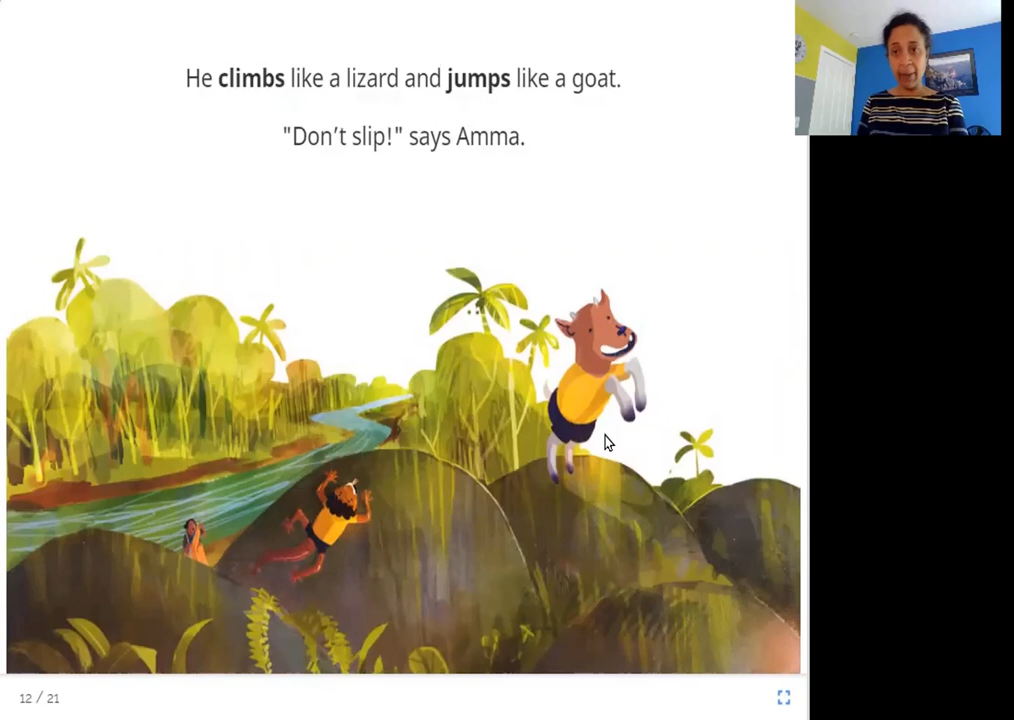 He climbs like a lizard and jumps like a goat.
"Don't slip!" says Amma.
12 / 21